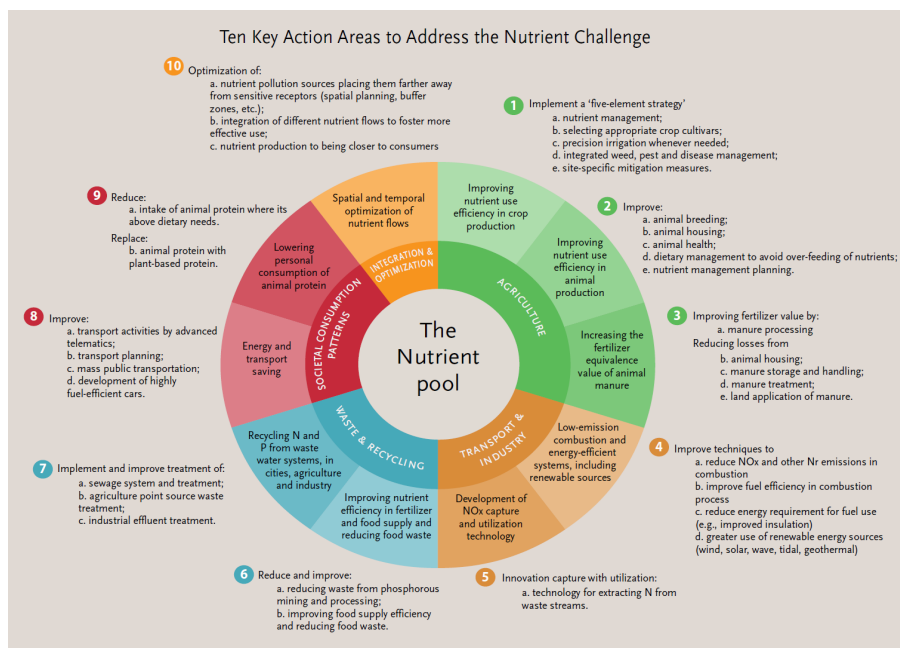 Ten Key Action Areas to Address the Nutrient Challenge
10 Optimization of:
a. nutrient pollution sources placing them farther away
from sensitive receptors (spatial planning, buffer
zones, etc.);
b. integration of different nutrient flows to foster more
effective use;
c. nutrient production to being closer to consumers
1 Implement a ‘five-element strategy’
a. nutrient management;
b. selecting appropriate crop cultivars;
c. precision irrigation whenever needed;
d. integrated weed, pest and disease management;
e. site-specific mitigation measures.
9 Reduce:
a. intake of animal protein where its
above dietary needs.
Replace:
b. animal protein with
plant-based protein.
2 Improve:
a. animal breeding;
b. animal housing;
c. animal health;
d. dietary management to avoid over-feeding of nutrients;
e. nutrient management planning.
8 Improve:
a. transport activities by advanced
telematics;
b. transport planning;
c. mass public transportation;
d. development of highly
fuel-efficient cars.
3 Improving fertilizer value by:
a. manure processing
Reducing losses from
b. animal housing;
c. manure storage and handling;
d. manure treatment;
e. land application of manure.
7 Implement and improve treatment of:
a. sewage system and treatment;
b. agriculture point source waste
treatment;
c. industrial effluent treatment.
4 Improve techniques to
a. reduce NOx and other Nr emissions in
combustion
b. improve fuel efficiency in combustion
process
c. reduce energy requirement for fuel use
(e.g., improved insulation)
d. greater use of renewable energy sources
(wind, solar, wave, tidal, geothermal)
6 Reduce and improve:
a. reducing waste from phosphorous
mining and processing;
b. improving food supply efficiency
and reducing food waste.
5 Innovation capture with utilization:
a. technology for extracting N from
waste streams.
Spatial and temporal
optimization of
nutrient flows
Improving
nutrient use
efficiency in crop
production
Improving
nutrient use
efficiency in
animal
production
Increasing the
fertilizer
equivalence
value of animal
manure
Low-emission
combustion and
energy-efficient
systems, including
renewable sources
Development of
NOx capture
and utilization
technology
Improving nutrient
efficiency in fertilizer
and food supply and
reducing food waste
Recycling N and
P from waste
water systems, in
cities, agriculture
and industry
Energy and
transport
saving
Lowering
personal
consumption of
animal protein
INTEGRATION &
OPTIMIZATION
AGRICULTURE
TRANSPORT &
INDUSTRY
WASTE & RECYCLING
SOCIETAL CONSUMPTION
PATTERNS
The
Nutrient
pool